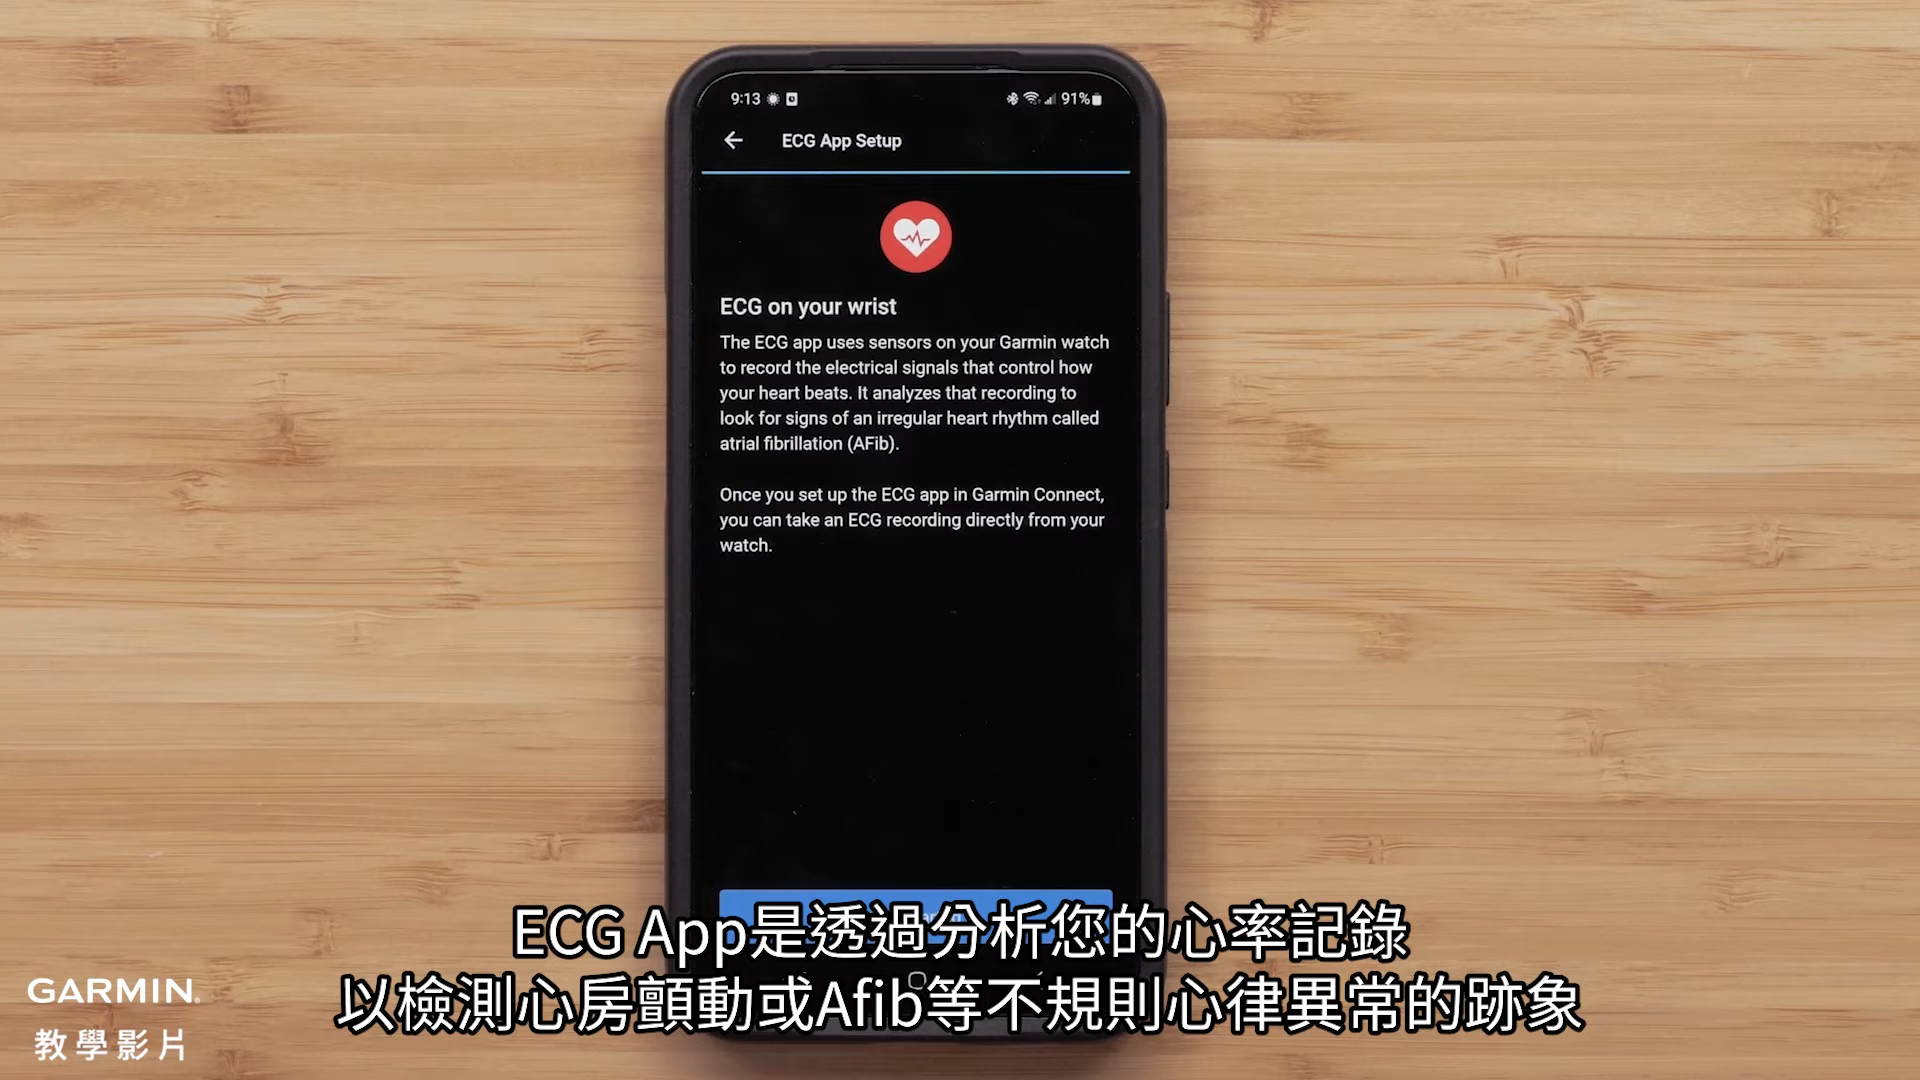 9:13
91%
ECG App Setup
ECG on your wrist
The ECG app uses sensors on your Garmin watch
to record the electrical signals that control how
your heart beats. It analyzes that recording to
look for signs of an irregular heart rhythm called
atrial fibrillation (AFib).
Once you set up the ECG app in Garmin Connect,
you can take an ECG recording directly from your
watch.
ECG App是透過分析您的心率記錄
以檢測心房顫動或Afib等不規則心律異常的跡象
GARMIN
教學影片